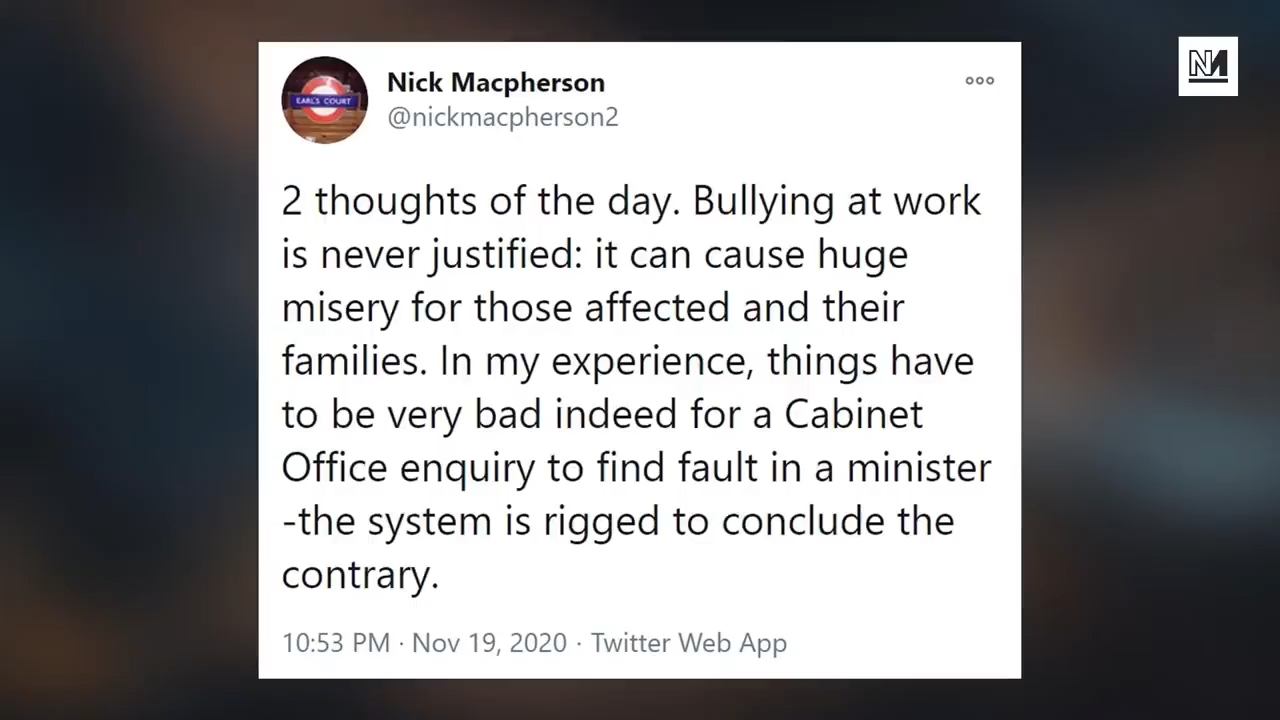 EARL'S COURT
Nick Macpherson
@nickmacpherson2
2 thoughts of the day. Bullying at work
is never justified: it can cause huge
misery for those affected and their
families. In my experience, things have
to be very bad indeed for a Cabinet
Office enquiry to find fault in a minister
-the system is rigged to conclude the
contrary.
10:53 PM · Nov 19, 2020 · Twitter Web App
NM